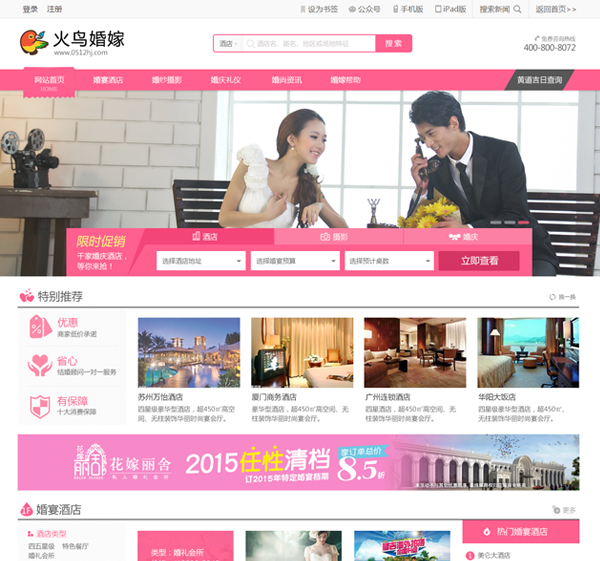 登录 注册
设为书签 公众号 手机版 iPad版 搜索新闻 返回首页>>
火鸟婚嫁
www.0512hj.com
酒店 酒店名、婚名、地区或场地特征 搜索
免费咨询热线
400-800-8072
网站首页 婚宴酒店 婚纱摄影 婚庆礼仪 婚尚资讯 婚嫁帮助 黄道吉日查询
HOME
限时促销
千家婚庆酒店,
等你来抢!
酒店 摄影 婚庆
选择酒店地址 选择婚宴预算 选择预计桌数 立即查看
特别推荐 换一换
优惠
商家低价承诺
省心
结婚顾问一对一服务
有保障
十大消费保障
苏州万怡酒店
四星级豪华型酒店，超450㎡高空间、无柱装饰华丽时尚宴会厅。
厦门商务酒店
豪华型酒店，超450㎡高空间、无柱装饰华丽时尚宴会厅。
广州连锁酒店
四星酒店，超450㎡高空间、无柱装饰华丽时尚宴会厅。
华阳大饭店
四星级豪华型酒店，超450㎡、无柱装饰华丽时尚宴会厅。
花嫁丽舍
私人婚礼会所
2015任性清档
订2015年特定婚宴档期
享订单总价
8.5折
1F 婚宴酒店 更多
酒店类型
四五星级 特色餐厅
婚礼会所
类型：婚礼会所
热门婚宴酒店
1 美仑大酒店